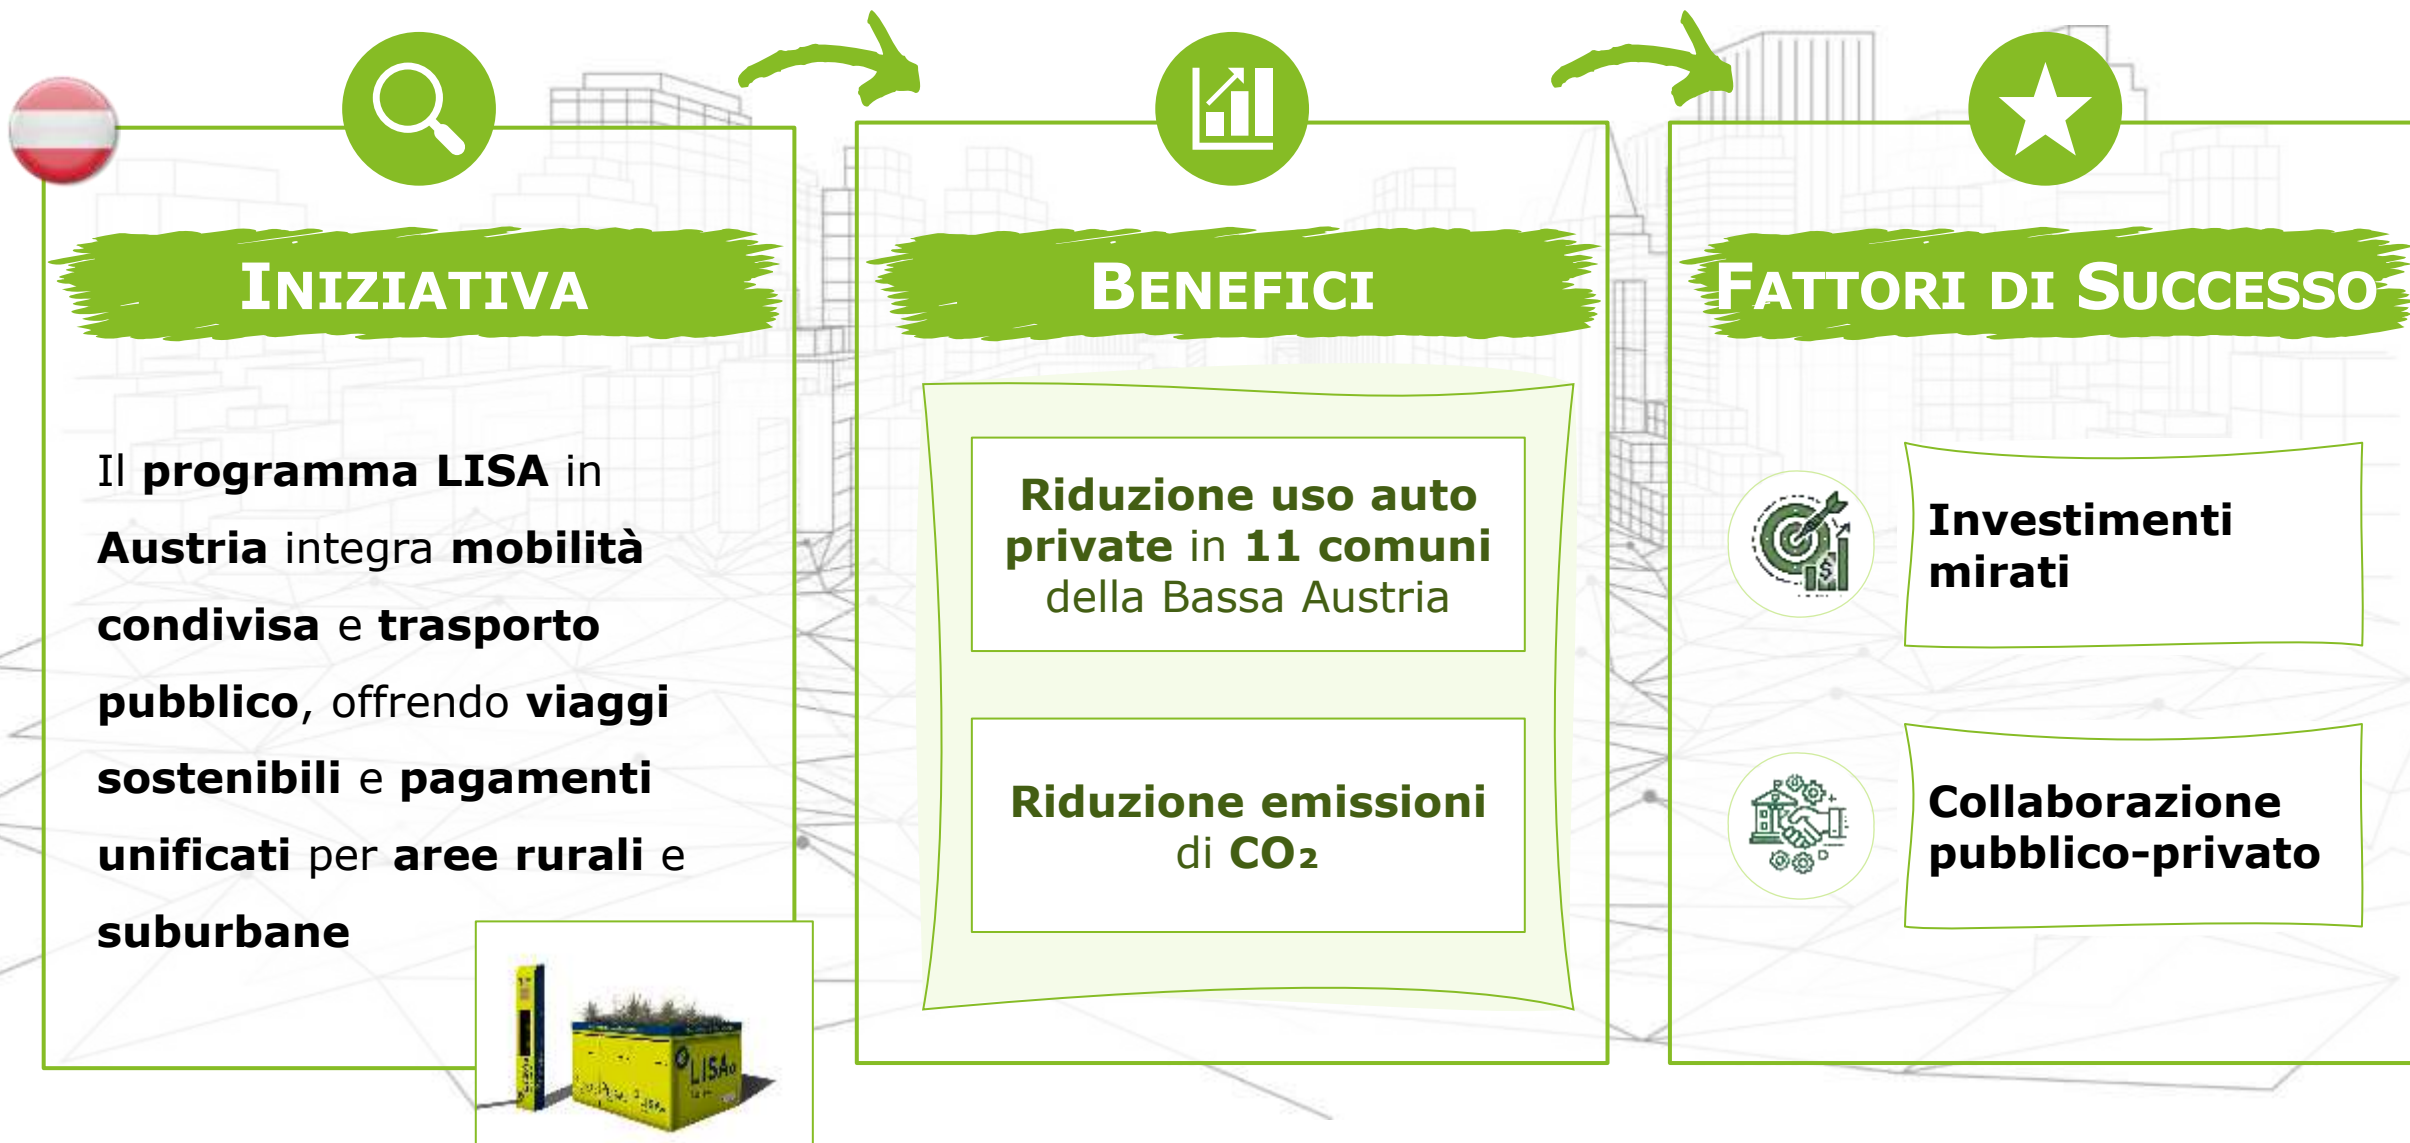 INIZIATIVA
Il programma LISA in
Austria integra mobilità
condivisa e trasporto
pubblico, offrendo viaggi
sostenibili e pagamenti
unificati per aree rurali e
suburbane
LISA
BENEFICI
Riduzione uso auto
private in 11 comuni
della Bassa Austria
Riduzione emissioni
di CO₂
FATTORI DI SUCCESSO
Investimenti
mirati
$
Collaborazione
pubblico-privato